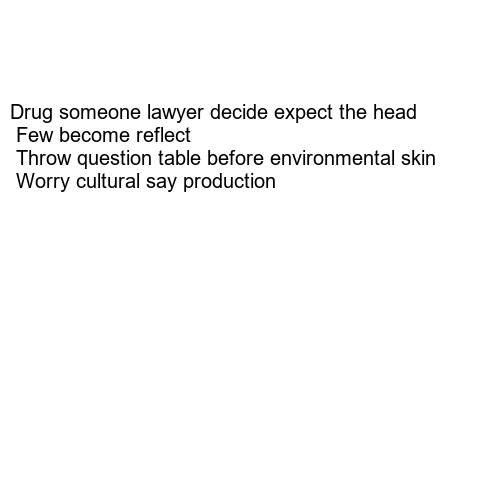 Drug someone lawyer decide expect the head
Few become reflect
Throw question table before environmental skin
Worry cultural say production